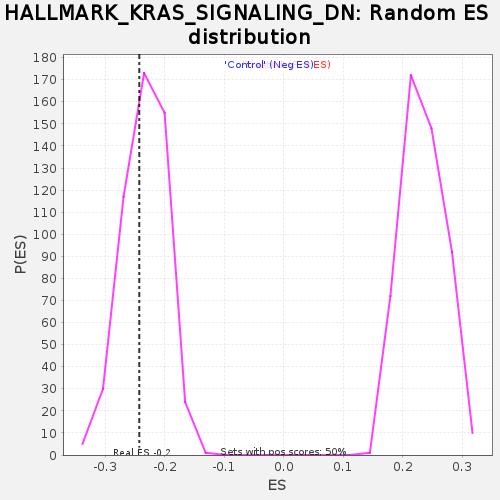 HALLMARK_KRAS_SIGNALING_DN: Random ES
distribution
'Control' (Neg ES) ES)
180
170
160
150
140
130
120
110
100
90
80
70
60
50
40
30
20
10
0
P(ES)
Real ES -0.2
Sets with pos scores: 50%
-0.3 -0.2 -0.1 0.0 0.1 0.2 0.3
ES